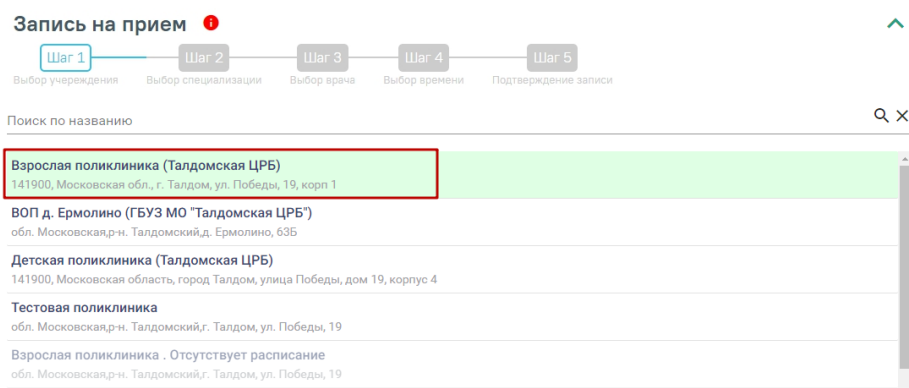 Запись на прием
Шаг 1 Шаг 2 Шаг 3 Шаг 4 Шаг 5
Выбор учереждения Выбор специализации Выбор врача Выбор времени Подтверждение записи
Поиск по названию
Взрослая поликлиника (Талдомская ЦРБ)
141900, Московская обл., г. Талдом, ул. Победы, 19, корп 1
ВОП д. Ермолино (ГБУЗ МО "Талдомская ЦРБ")
обл. Московская,р-н. Талдомский,д. Ермолино, 63Б
Детская поликлиника (Талдомская ЦРБ)
141900, Московская область, город Талдом, улица Победы, дом 19, корпус 4
Тестовая поликлиника
обл. Московская,р-н. Талдомский,г. Талдом, ул. Победы, 19
Взрослая поликлиника . Отсутствует расписание
обл. Московская,р-н. Талдомский,г. Талдом, ул. Победы, 19